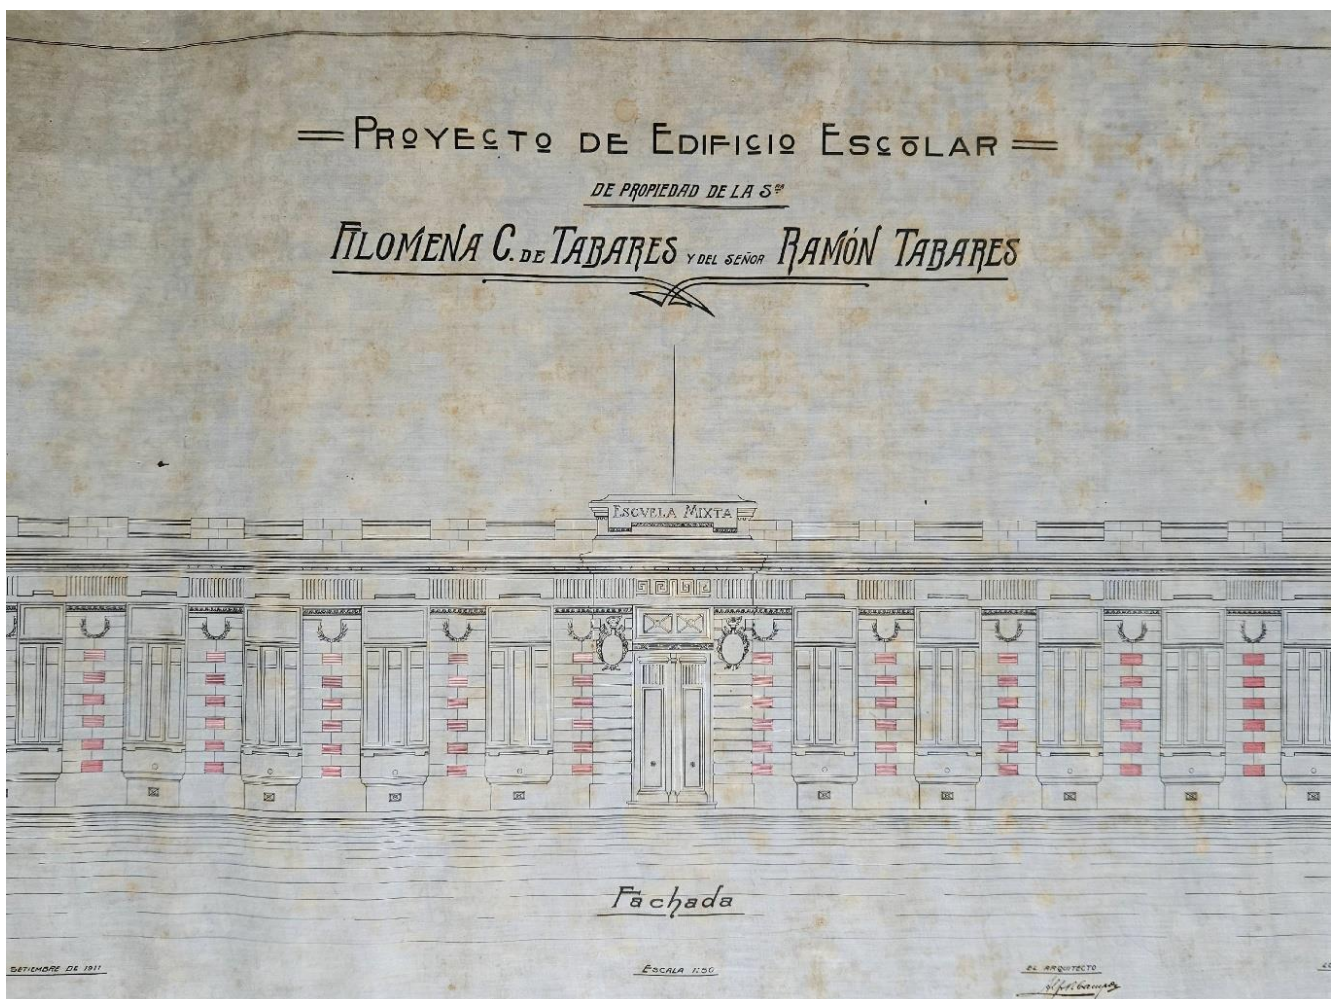 PROYECTO DE EDIFICIO ESCOLAR
DE PROPIEDAD DE LA Sra
FILOMENA C. DE TABARES Y DEL SEÑOR RAMÓN TABARES
ESCVELA MIXTA
Fachada
SETIEMBRE DE 1911
ESCALA 1:50
EL ARQUITECTO